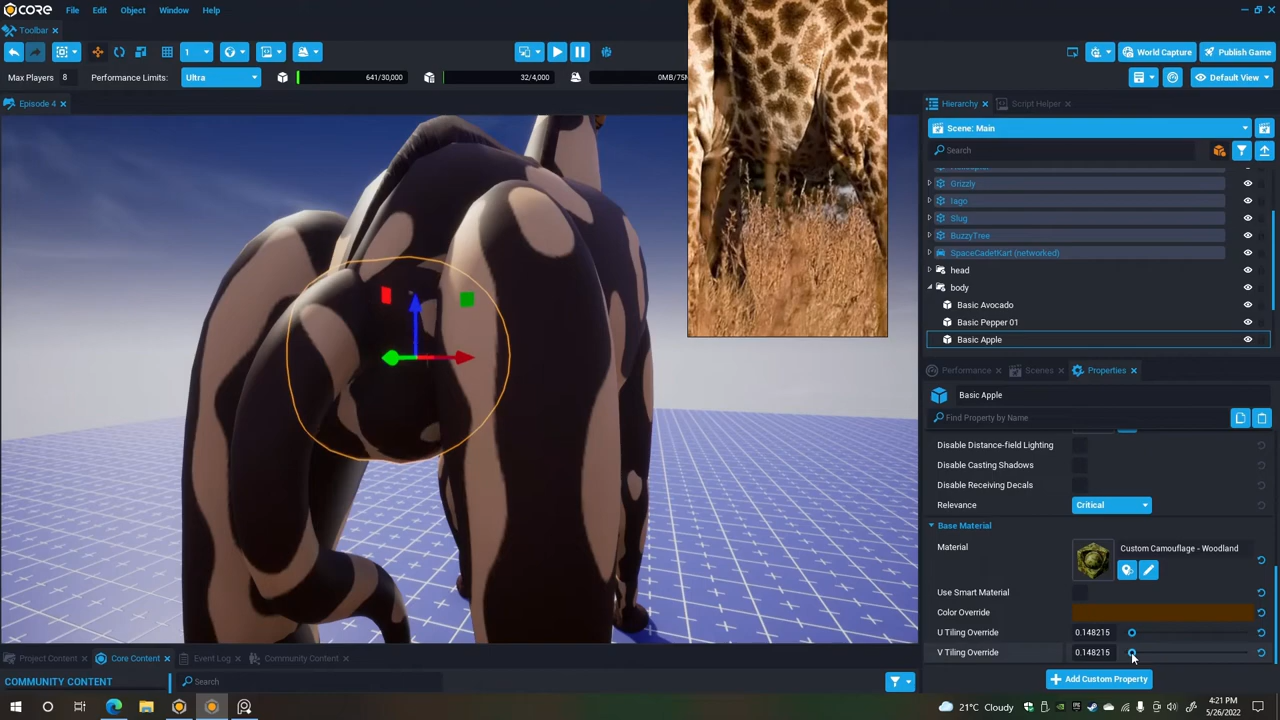 CORE File Edit Object Window Help
Toolbar
1
World Capture Publish Game
Max Players 8 Performance Limits: Ultra 641/30,000 32/4,000 0MB/75M Default View
Episode 4 Hierarchy Script Helper
Scene: Main
Search
Grizzly
Iago
Slug
BuzzyTree
SpaceCadetKart (networked)
head
body
Basic Avocado
Basic Pepper 01
Basic Apple
Performance Scenes Properties
Basic Apple
Find Property by Name
Disable Distance-field Lighting
Disable Casting Shadows
Disable Receiving Decals
Relevance Critical
Base Material
Material Custom Camouflage - Woodland
Use Smart Material
Color Override
U Tiling Override 0.148215
V Tiling Override 0.148215
Project Content Core Content Event Log Community Content
COMMUNITY CONTENT Search Add Custom Property
21°C Cloudy 4:21 PM
5/26/2022